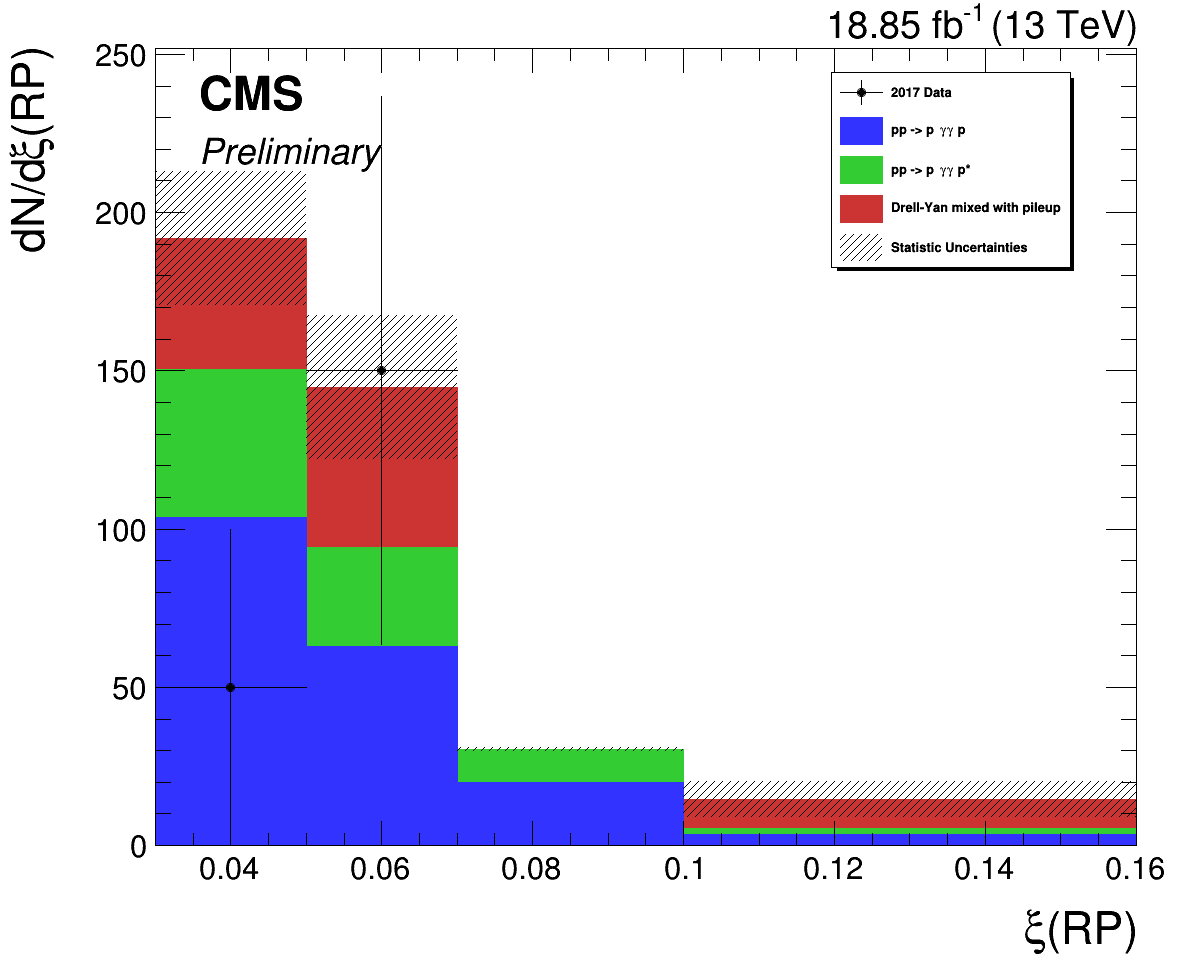 18.85 fb⁻¹ (13 TeV)
dN/dξ(RP)
CMS
Preliminary
2017 Data
pp -> p γγ p
pp -> p γγ p*
Drell-Yan mixed with pileup
Statistic Uncertainties
250
200
150
100
50
0
0.04 0.06 0.08 0.1 0.12 0.14 0.16
ξ(RP)